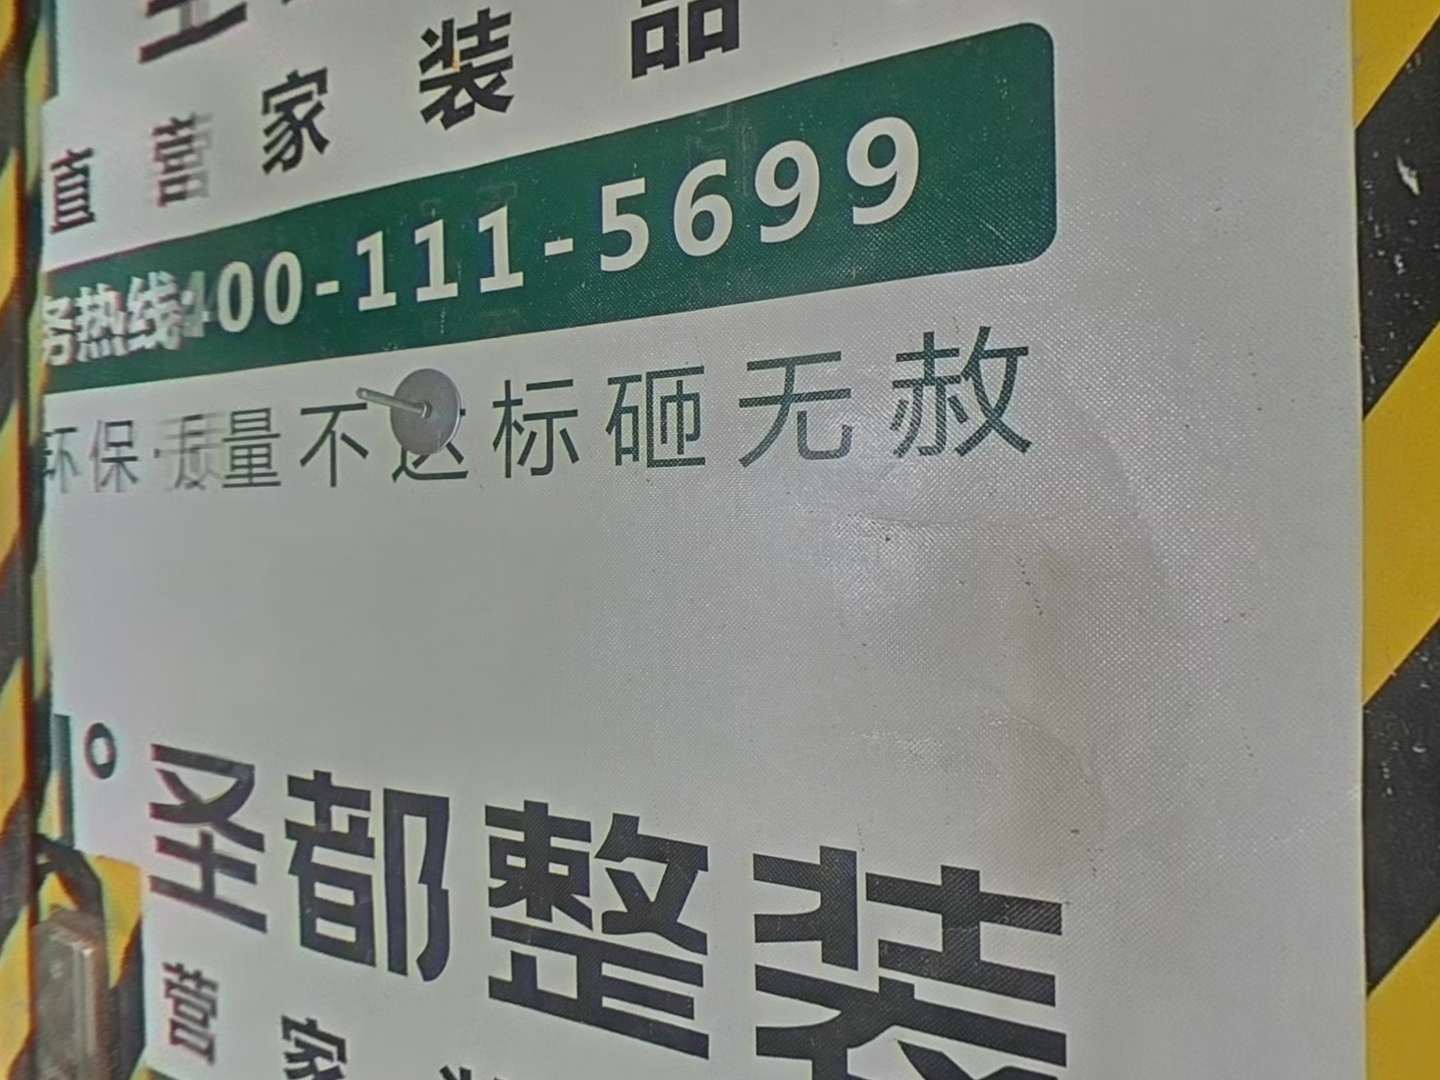 直营家装品
务热线:400-111-5699
环保 质量不达标砸无赦
圣都整装
营家